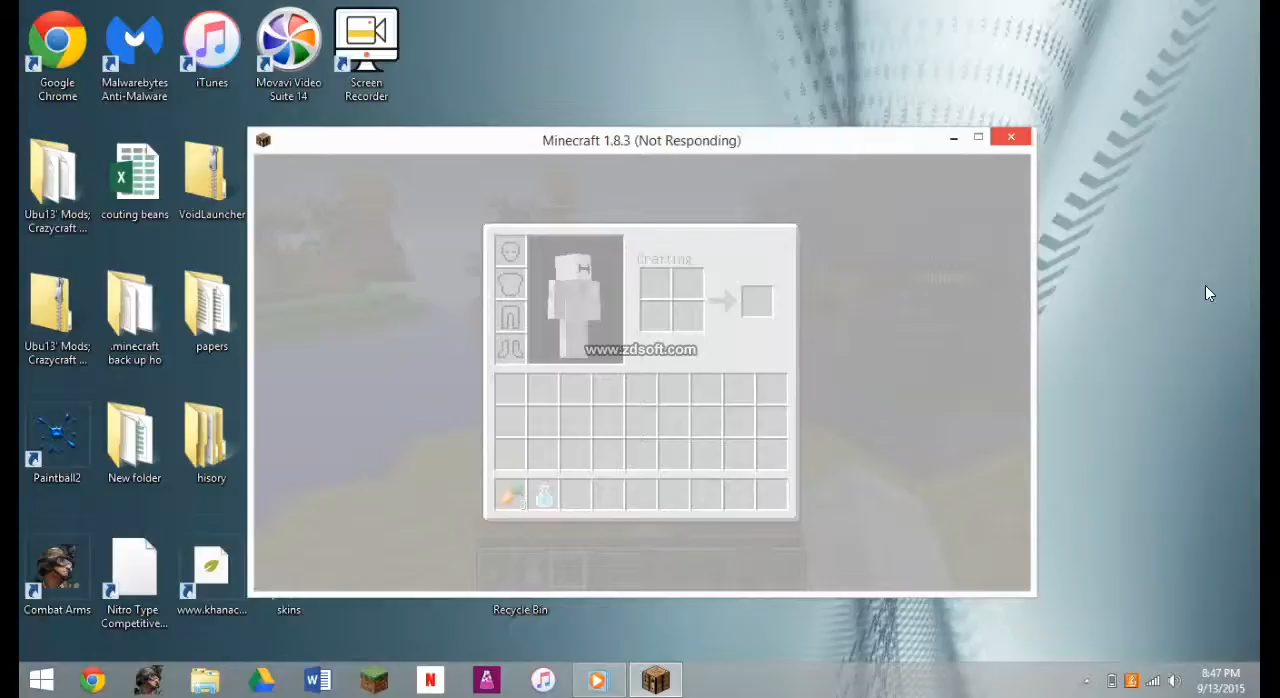 Google
Chrome
Malwarebytes
Anti-Malware
iTunes
Movavi Video
Suite 14
Screen
Recorder
Minecraft 1.8.3 (Not Responding)
Ubu13' Mods;
Crazycraft ...
couting beans
VoidLauncher
Crafting
www.zdsoft.com
Ubu13' Mods;
Crazycraft ...
.minecraft
back up ho
papers
Paintball2
New folder
hisory
3
Combat Arms
Nitro Type
Competitive...
www.khanac...
skins
Recycle Bin
8:47 PM
9/13/2015